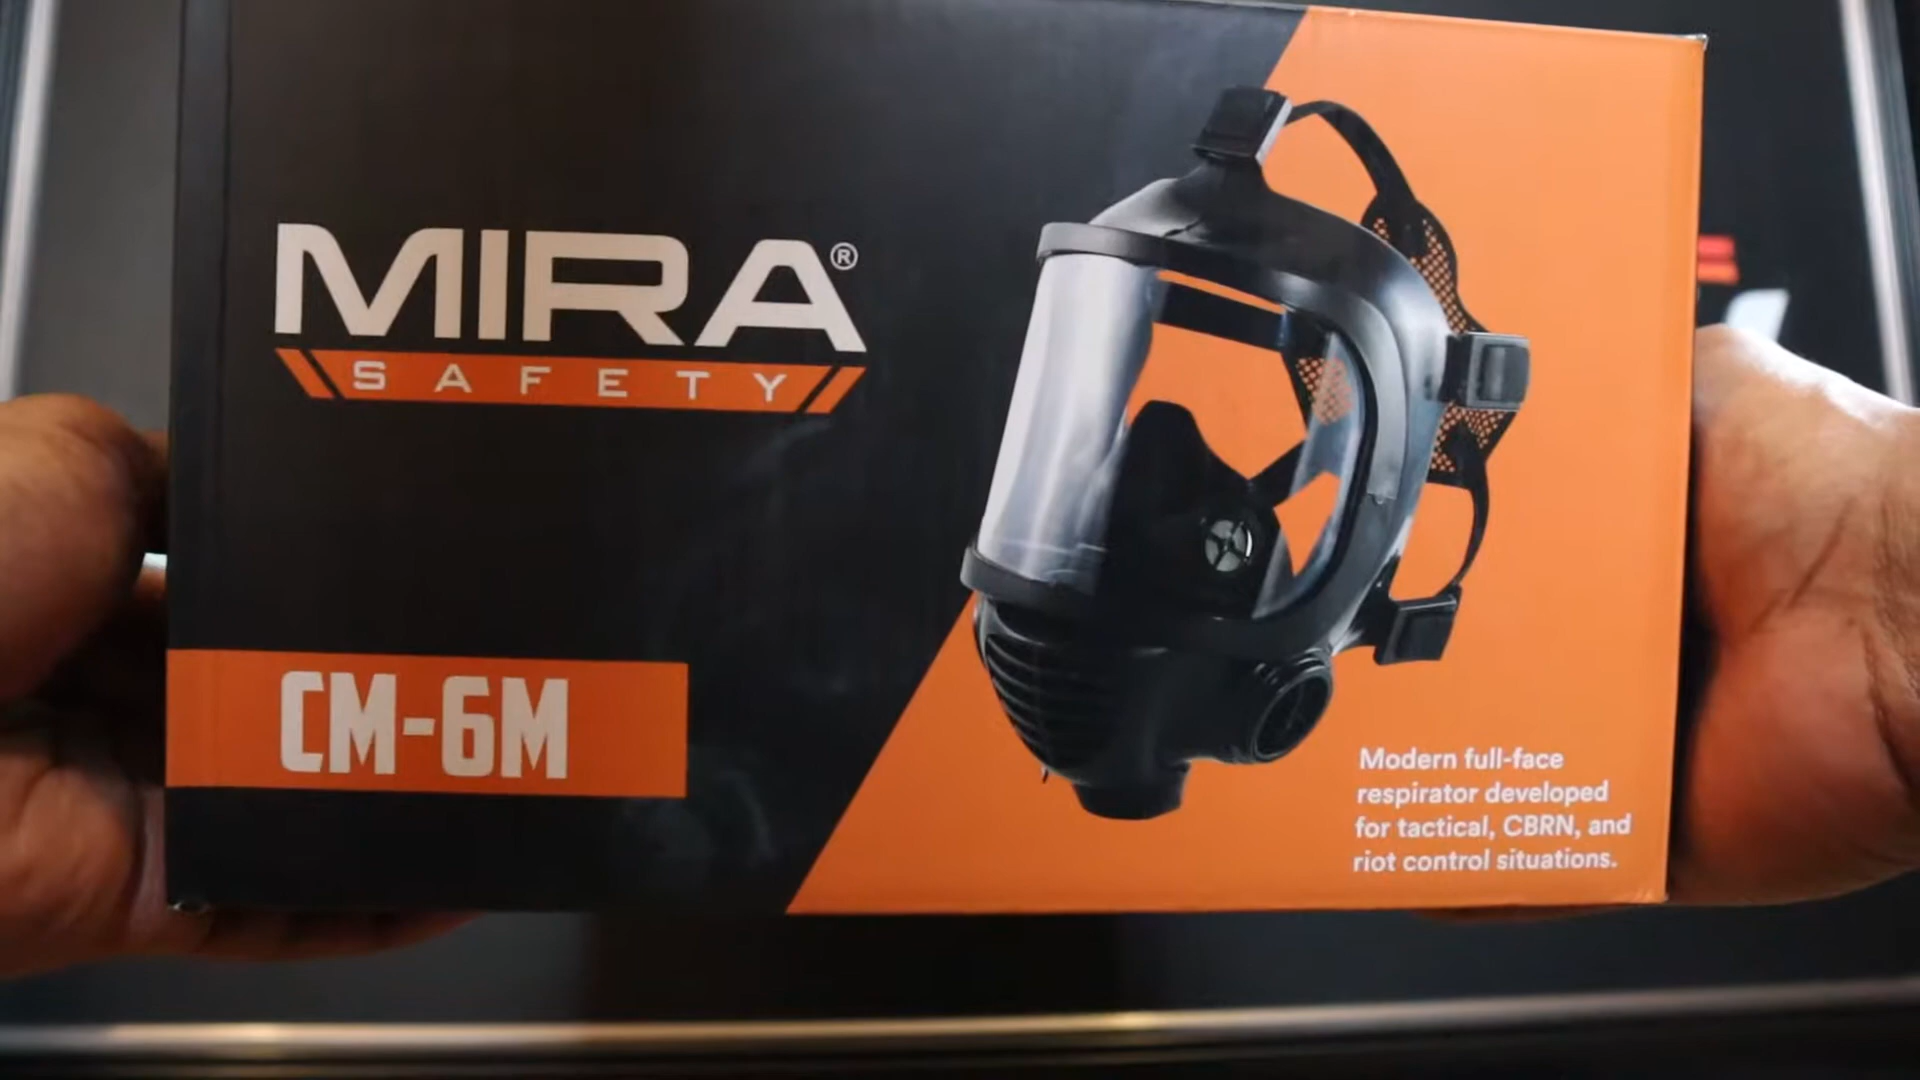 MIRA®
SAFETY
CM-6M
Modern full-face
respirator developed
for tactical, CBRN, and
riot control situations.